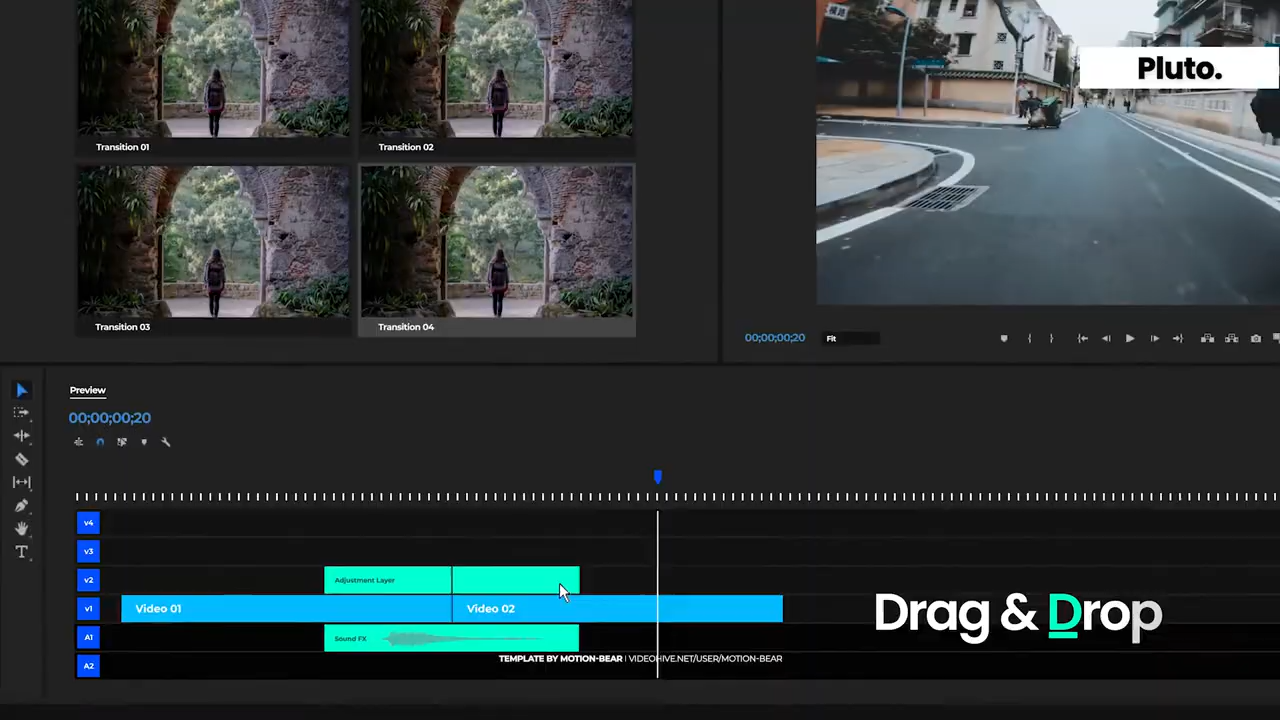 Pluto.
Transition 01
Transition 02
Transition 03
Transition 04
00;00;00;20
Fit
Preview
00;00;00;20
v4
v3
v2
Adjustment Layer
v1
Video 01
Video 02
A1
Sound FX
A2
Drag & Drop
TEMPLATE BY MOTION-BEAR | VIDEOHIVE.NET/USER/MOTION-BEAR